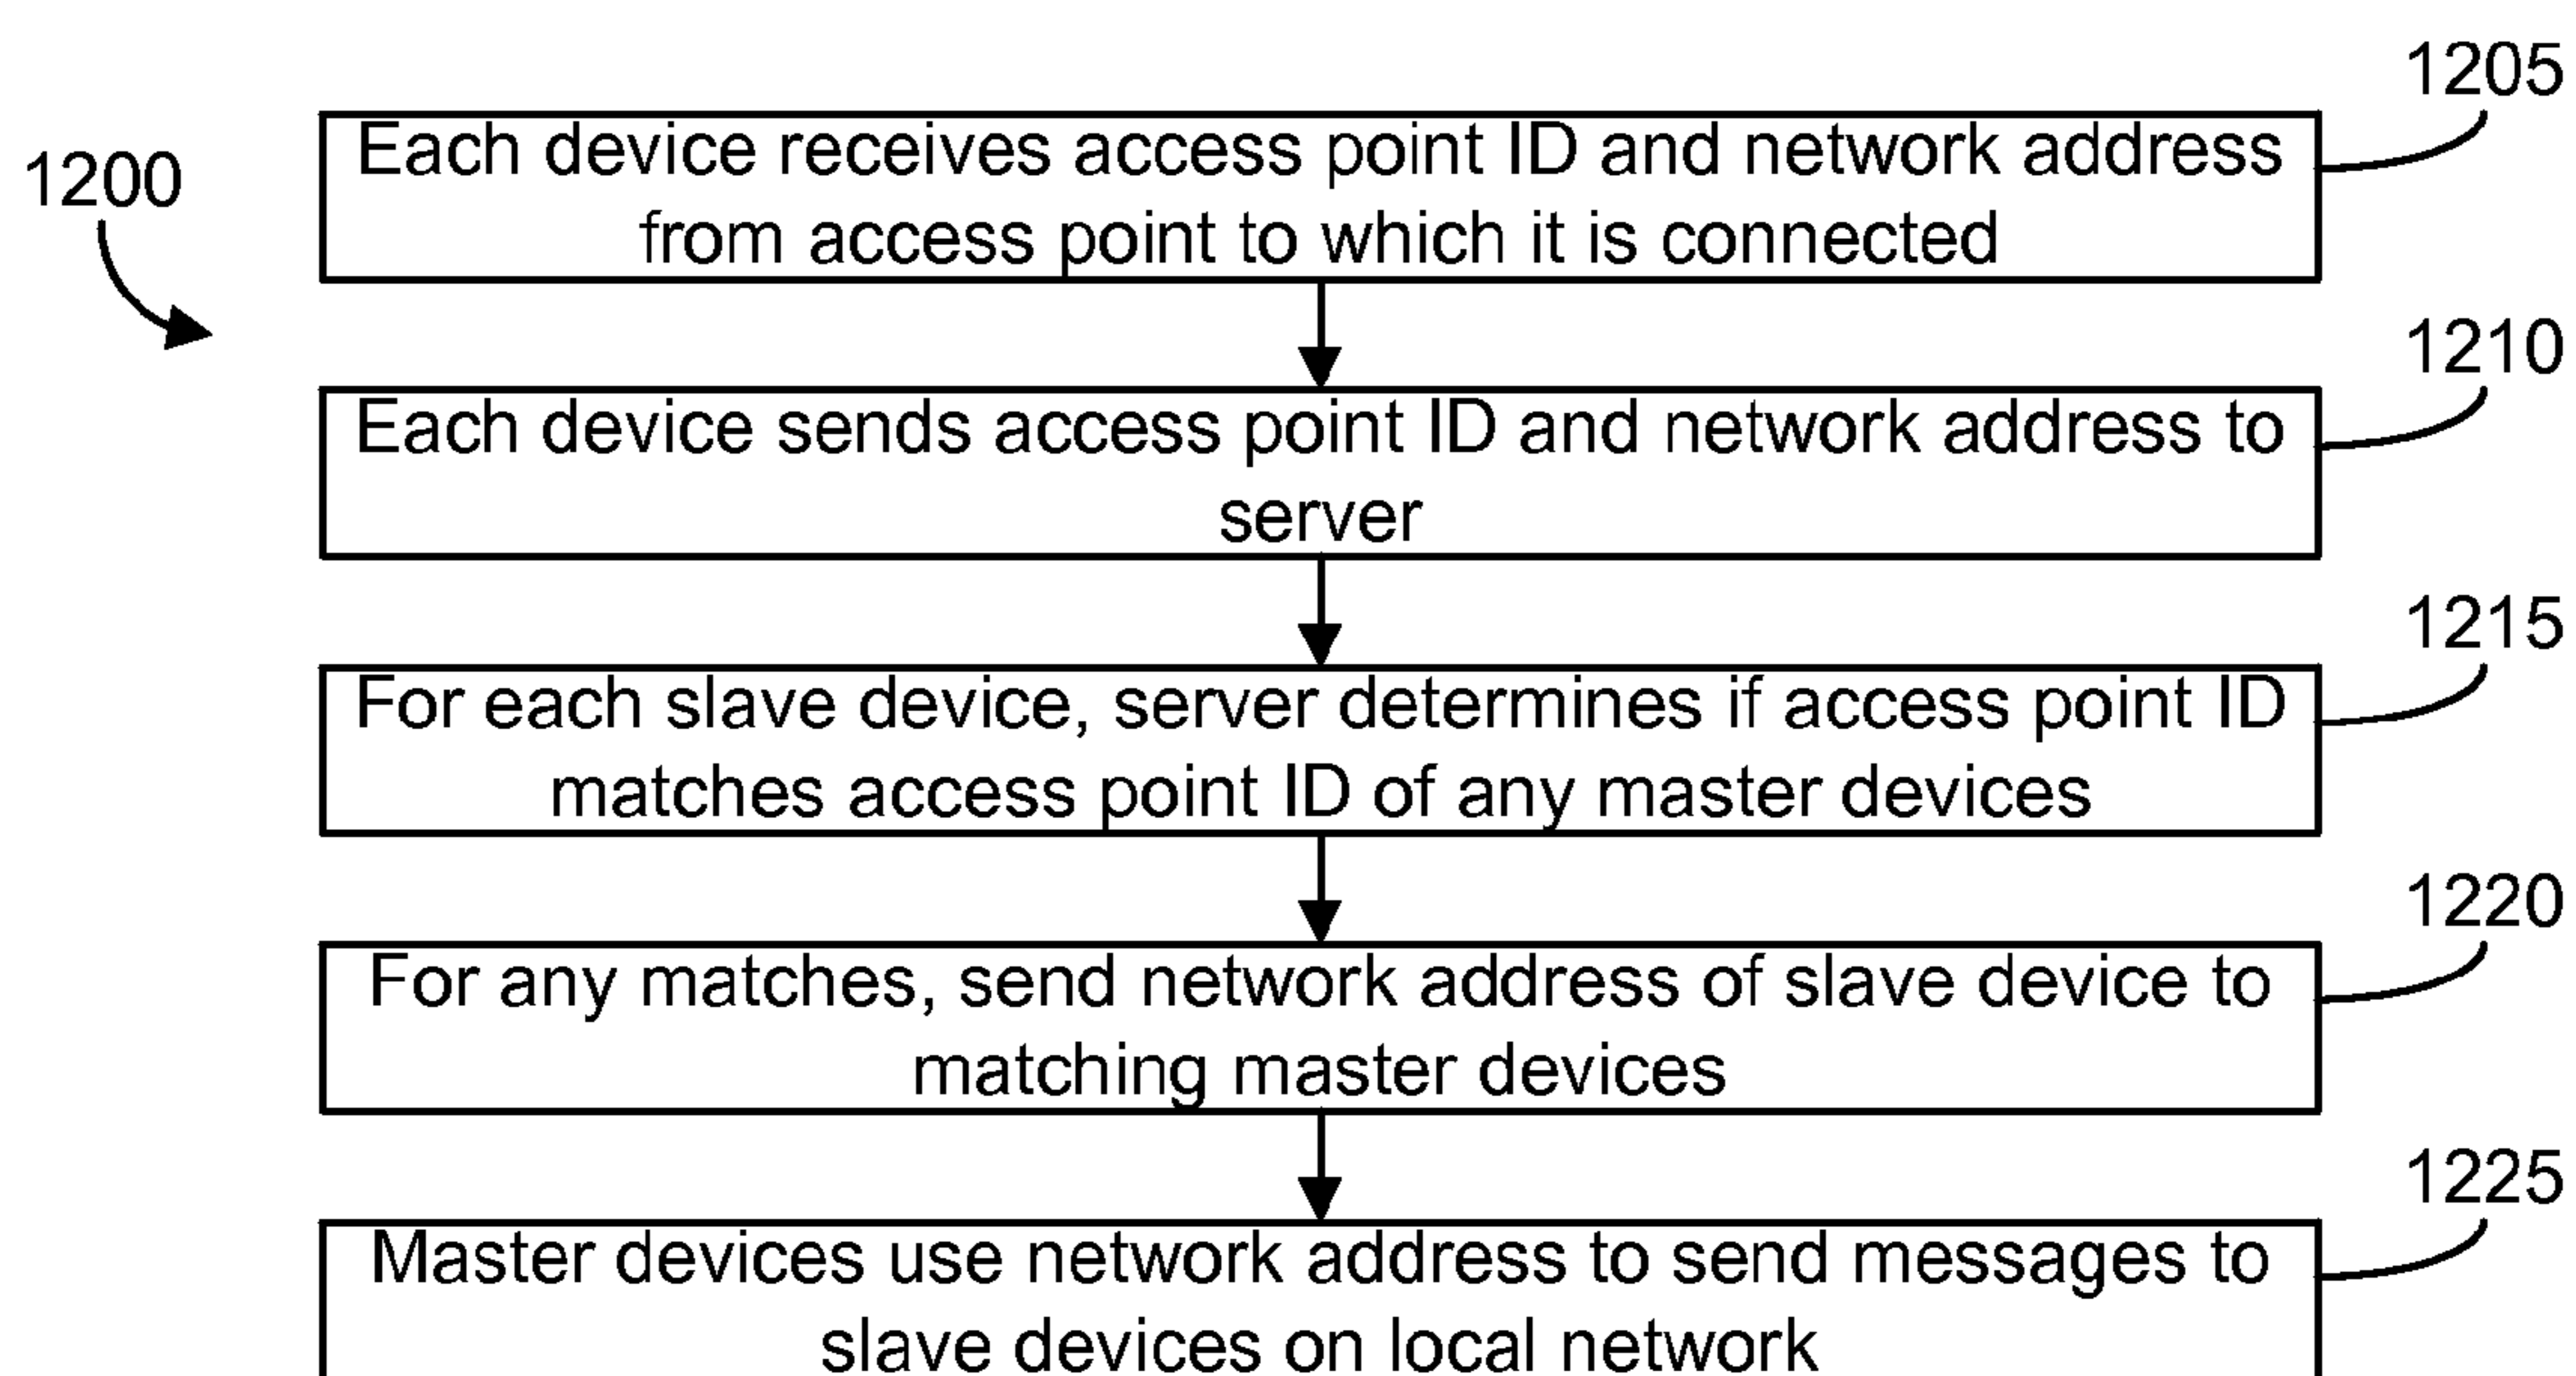 1205
1200
Each device receives access point ID and network address
from access point to which it is connected
1210
Each device sends access point ID and network address to
server
1215
For each slave device, server determines if access point ID
matches access point ID of any master devices
1220
For any matches, send network address of slave device to
matching master devices
1225
Master devices use network address to send messages to
slave devices on local network